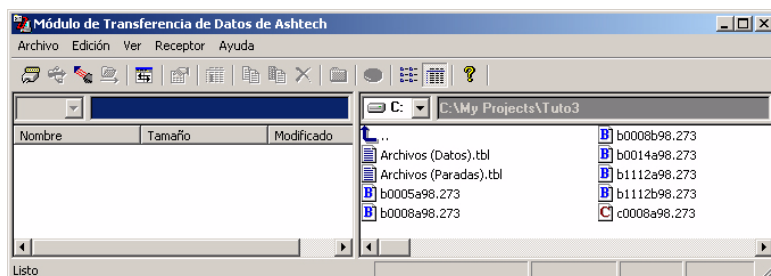 Módulo de Transferencia de Datos de Ashtech
Archivo Edición Ver Receptor Ayuda
C: C:\My Projects\Tuto3
Nombre Tamaño Modificado
..
Archivos (Datos).tbl
Archivos (Paradas).tbl
B b0005a98.273
B b0008a98.273
B b0008b98.273
B b0014a98.273
B b1112a98.273
B b1112b98.273
C c0008a98.273
Listo